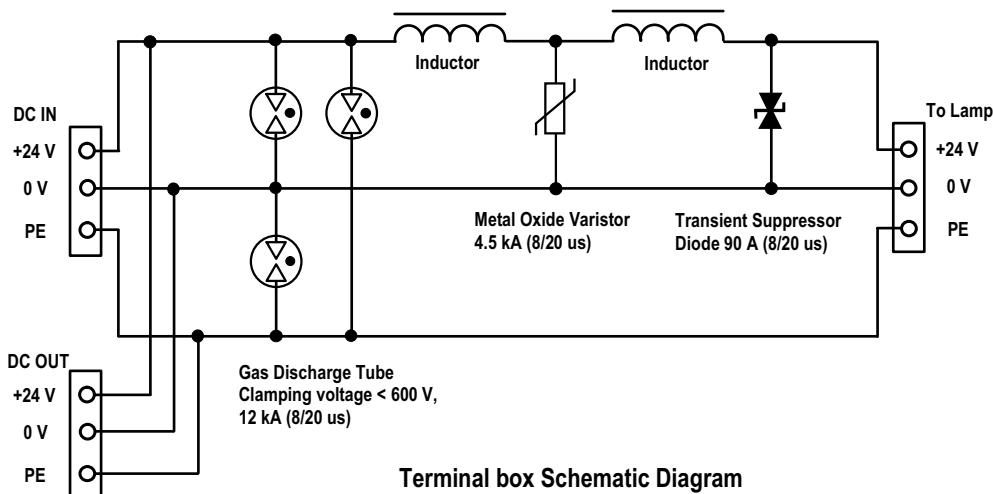 Inductor
Inductor
DC IN
+24 V
0 V
PE
To Lamp
+24 V
0 V
PE
Metal Oxide Varistor
4.5 kA (8/20 us)
Transient Suppressor
Diode 90 A (8/20 us)
DC OUT
+24 V
0 V
PE
Gas Discharge Tube
Clamping voltage < 600 V,
12 kA (8/20 us)
Terminal box Schematic Diagram